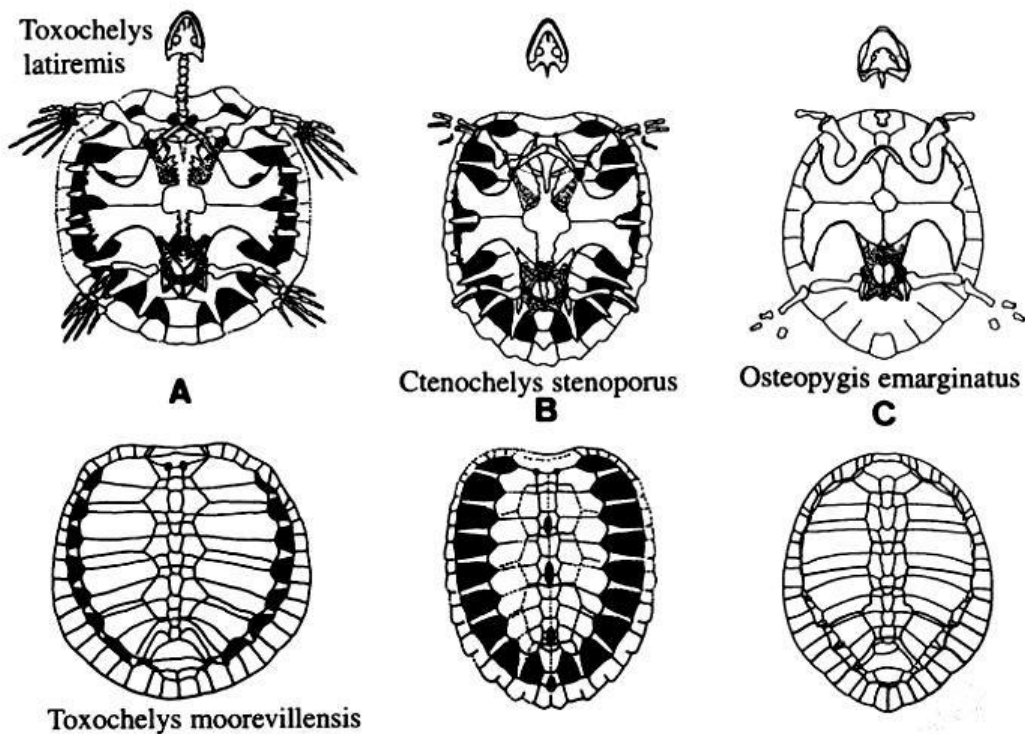 Toxochelys
latiremis
Ctenochelys stenoporus
Osteopygis emarginatus
A
B
C
Toxochelys moorevillensis